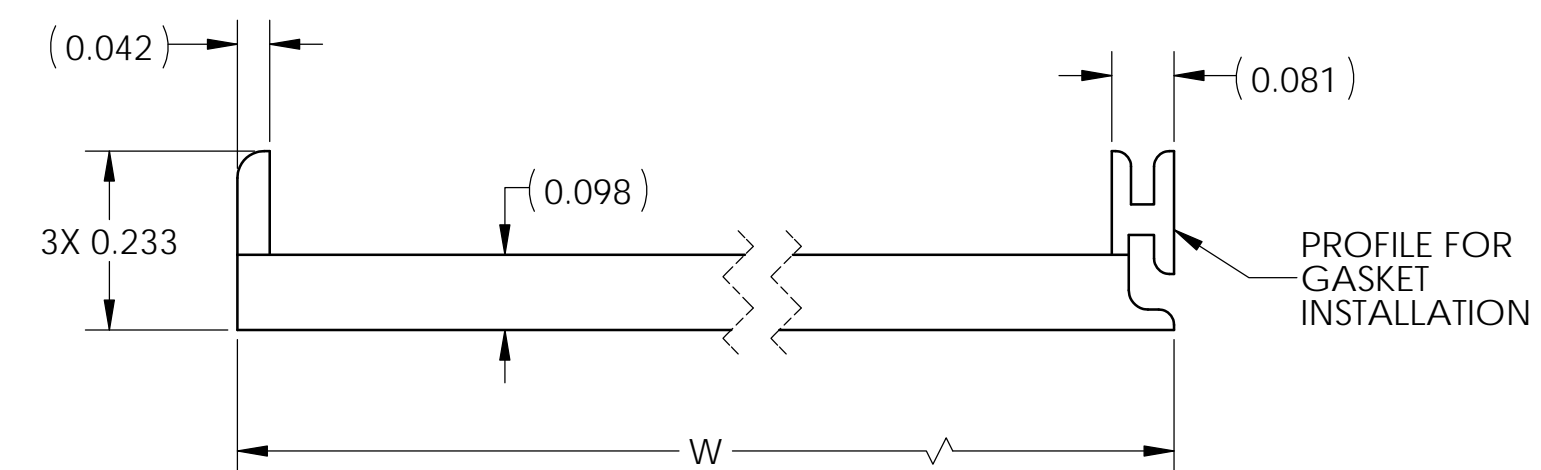 (0.042)
(0.081)
(0.098)
3X 0.233
PROFILE FOR
GASKET
INSTALLATION
W